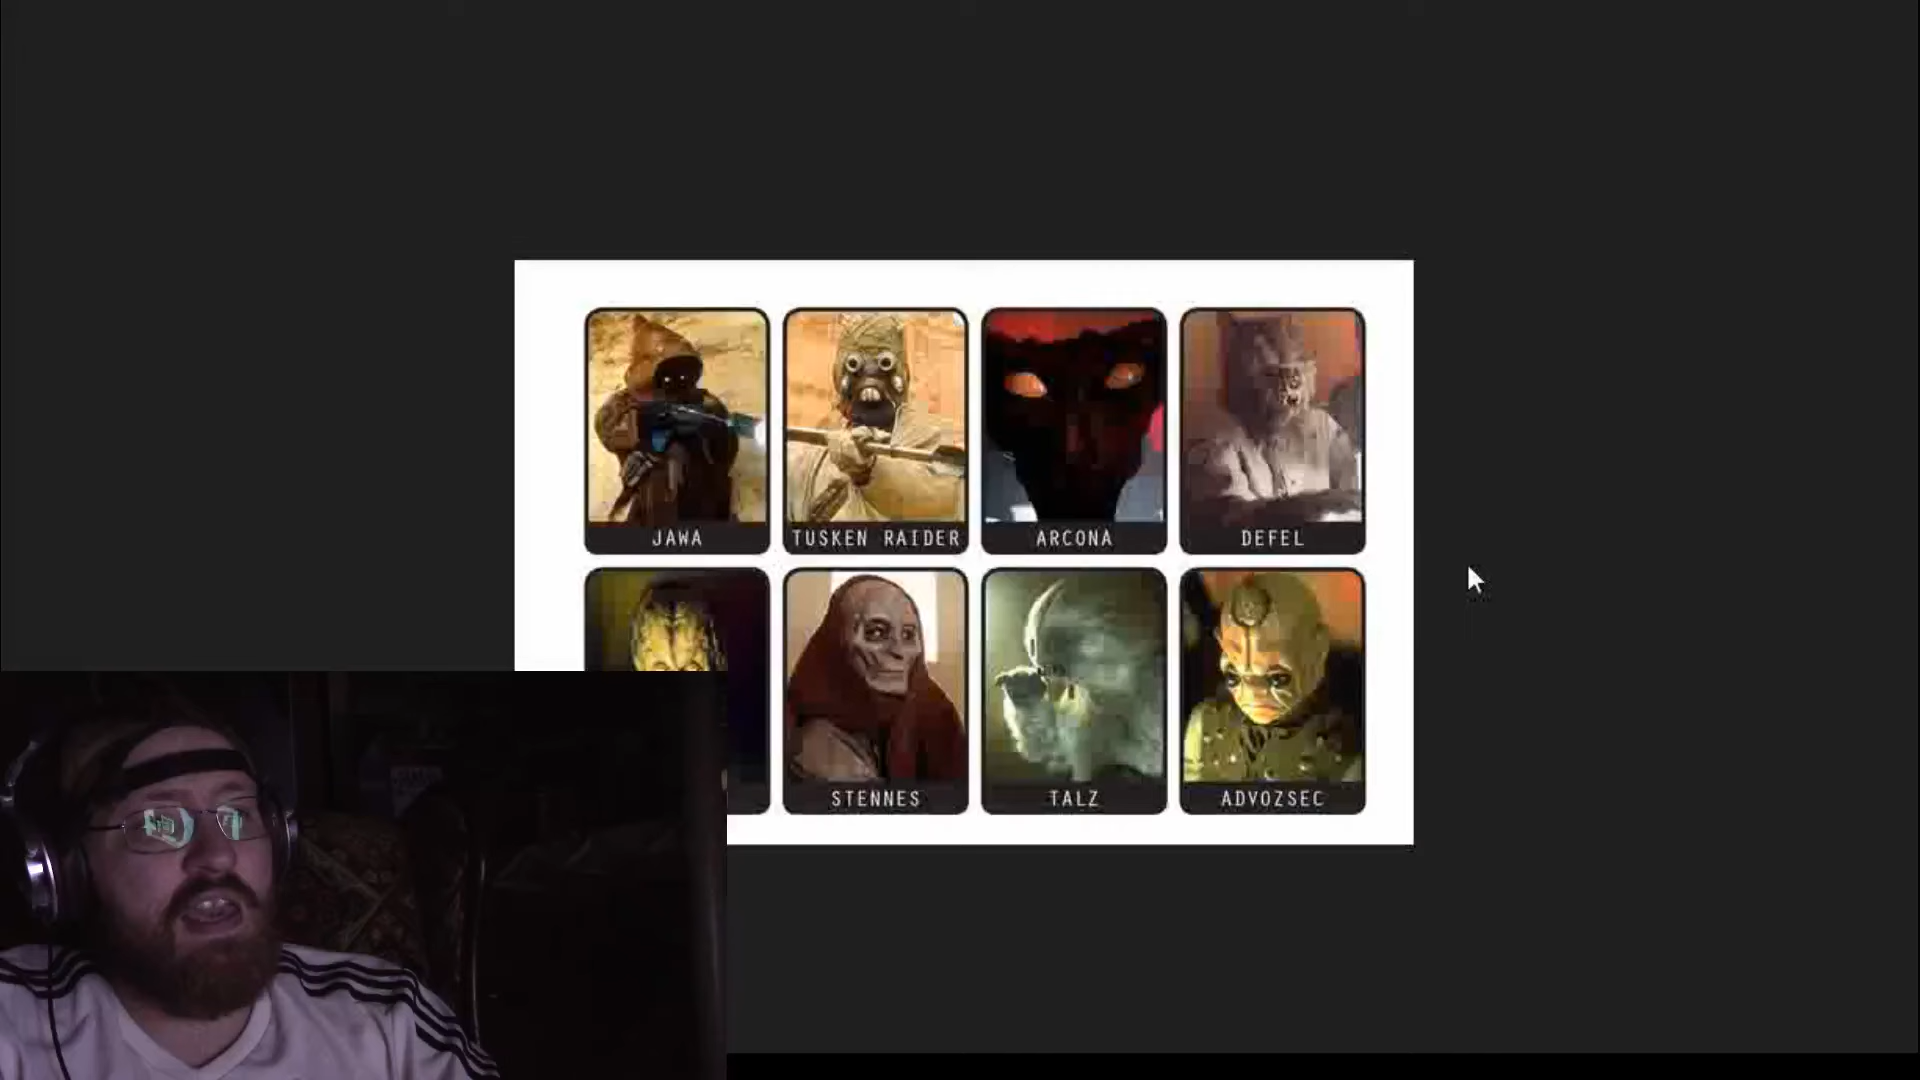 JAWA
TUSKEN RAIDER
ARCONA
DEFEL
STENNES
TALZ
ADVOZSEC